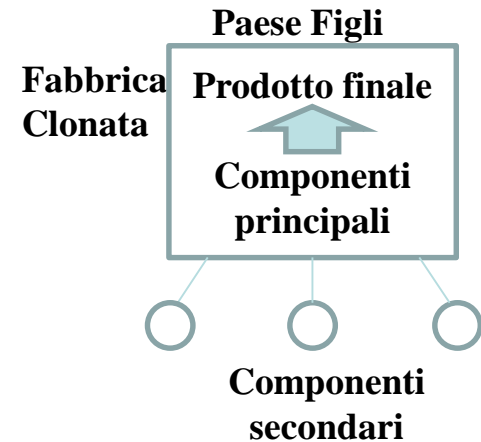 Paese Figli
Fabbrica
Clonata
Prodotto finale
Componenti
principali
Componenti
secondari